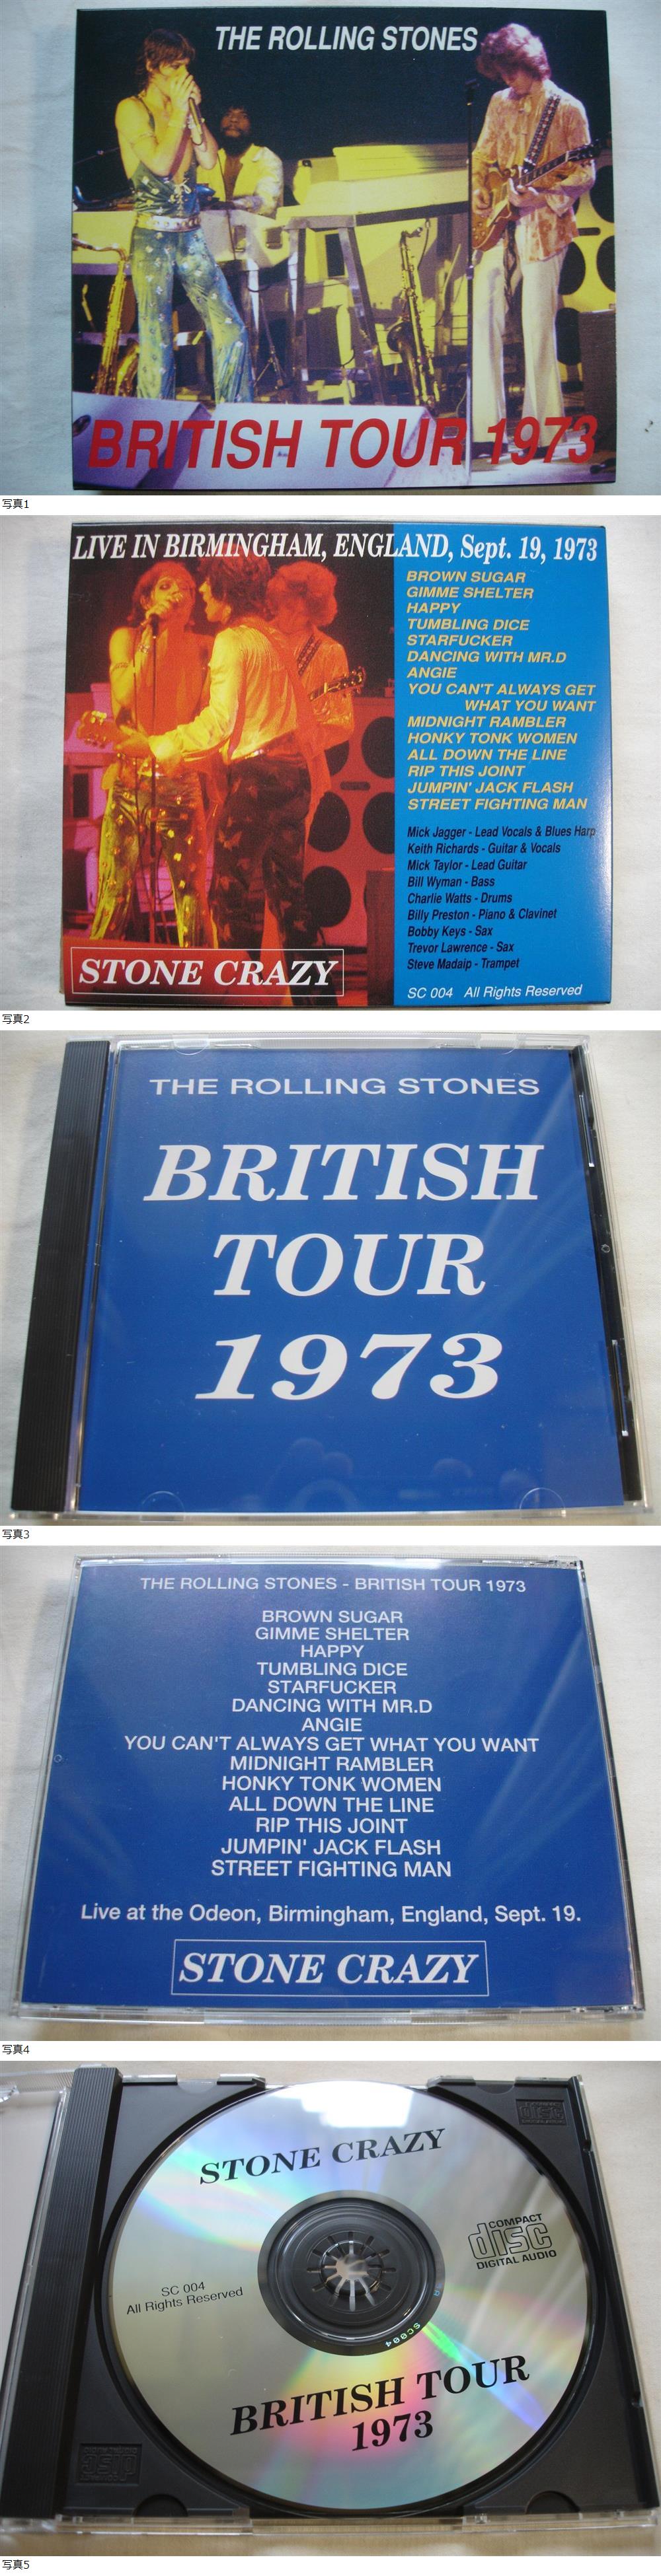 THE ROLLING STONES
BRITISH TOUR 1973
写真1
LIVE IN BIRMINGHAM, ENGLAND, Sept. 19, 1973
BROWN SUGAR
GIMME SHELTER
HAPPY
TUMBLING DICE
STARFUCKER
DANCING WITH MR.D
ANGIE
YOU CAN'T ALWAYS GET
WHAT YOU WANT
MIDNIGHT RAMBLER
HONKY TONK WOMEN
ALL DOWN THE LINE
RIP THIS JOINT
JUMPIN' JACK FLASH
STREET FIGHTING MAN
Mick Jagger - Lead Vocals & Blues Harp
Keith Richards - Guitar & Vocals
Mick Taylor - Lead Guitar
Bill Wyman - Bass
Charlie Watts - Drums
Billy Preston - Piano & Clavinet
Bobby Keys - Sax
Trevor Lawrence - Sax
Steve Madaip - Trampet
STONE CRAZY
SC 004 All Rights Reserved
写真2
THE ROLLING STONES
BRITISH
TOUR
1973
写真3
THE ROLLING STONES - BRITISH TOUR 1973
BROWN SUGAR
GIMME SHELTER
HAPPY
TUMBLING DICE
STARFUCKER
DANCING WITH MR.D
ANGIE
YOU CAN'T ALWAYS GET WHAT YOU WANT
MIDNIGHT RAMBLER
HONKY TONK WOMEN
ALL DOWN THE LINE
RIP THIS JOINT
JUMPIN' JACK FLASH
STREET FIGHTING MAN
Live at the Odeon, Birmingham, England, Sept. 19.
STONE CRAZY
写真4
STONE CRAZY
COMPACT
disc
DIGITAL AUDIO
SC 004
All Rights Reserved
SC004
BRITISH TOUR
1973
写真5